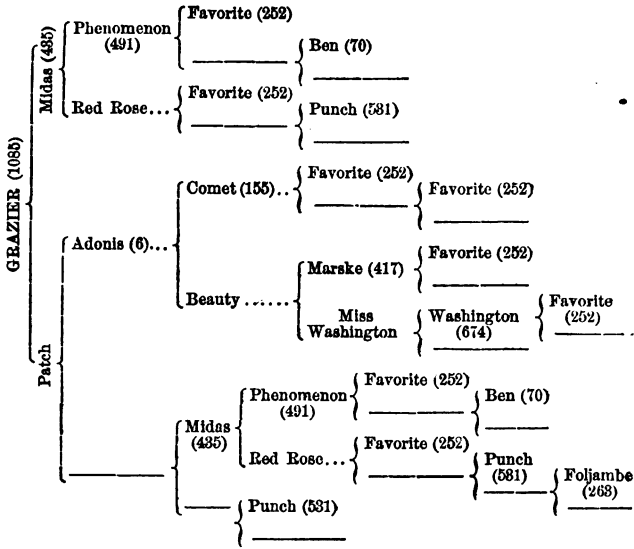 Favorite (252)
Phenomenon
(491)
Ben (70)
Midas (435)
Favorite (252)
Red Rose...
Punch (531)
GRAZIER (1085)
Favorite (252)
Comet (155)..
Favorite (252)
Adonis (6)...
Favorite (252)
Marske (417)
Beauty ......
Favorite
(252)
Miss
Washington
Washington
(674)
Patch
Favorite (252)
Phenomenon
(491)
Ben (70)
Midas
(435)
Favorite (252)
Red Rose...
Punch
(531)
Foljambe
(263)
Punch (531)